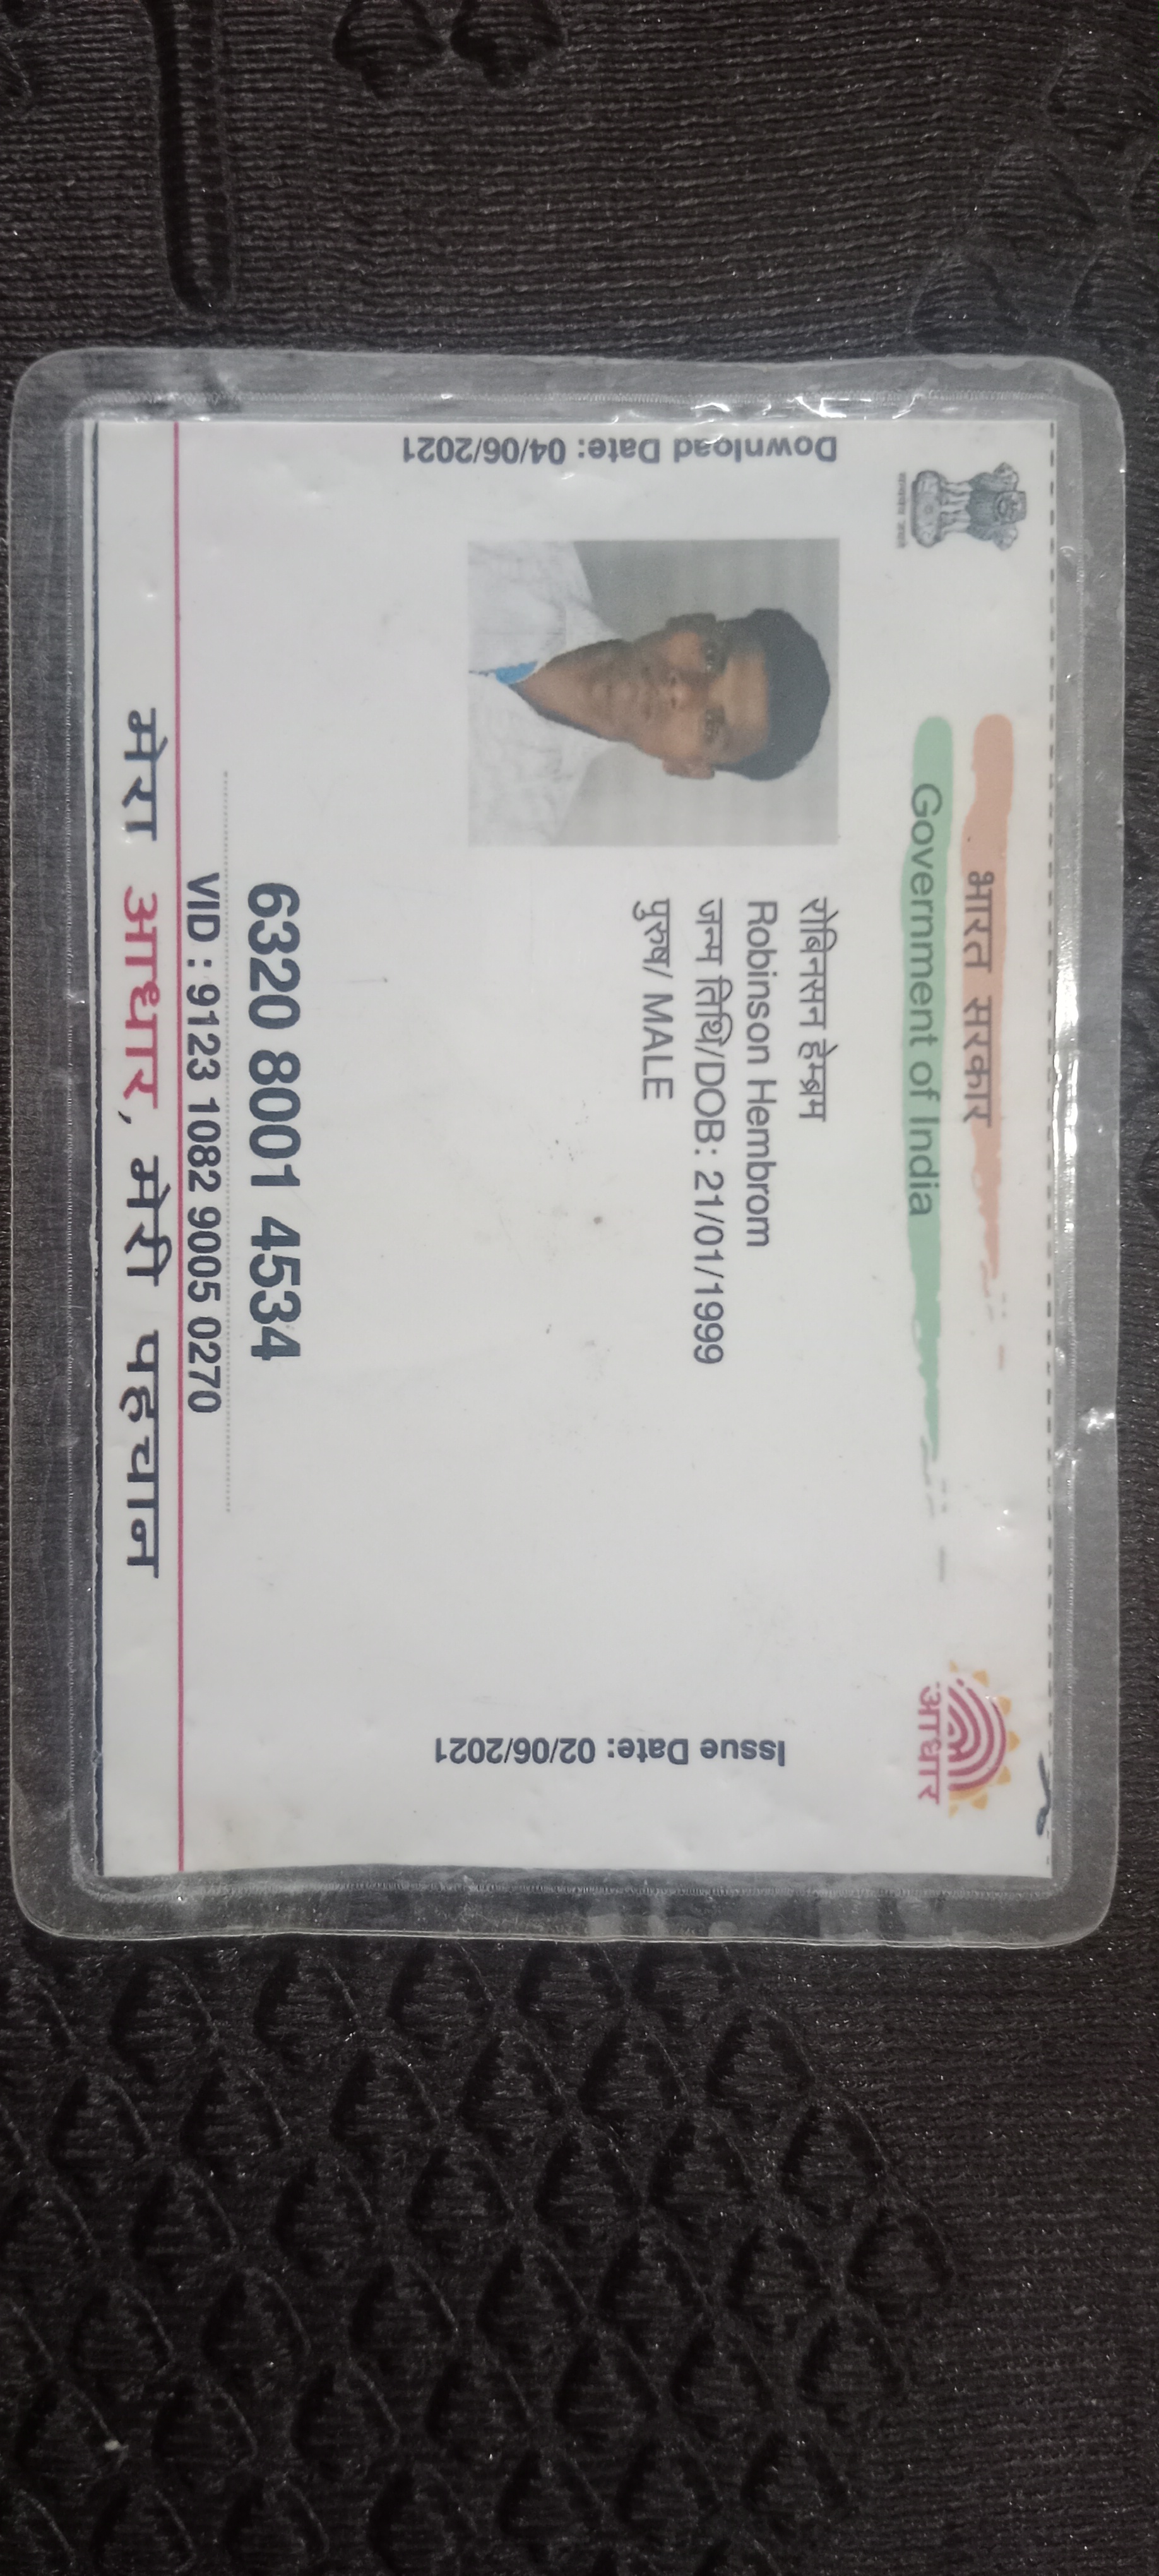 भारत सरकार
Government of India
आधार
Download Date: 04/06/2021
रोबिनसन हेम्ब्रम
Robinson Hembrom
जन्म तिथि/DOB: 21/01/1999
पुरुष/ MALE
Issue Date: 02/06/2021
6320 8001 4534
VID : 9123 1082 9005 0270
मेरा आधार, मेरी पहचान